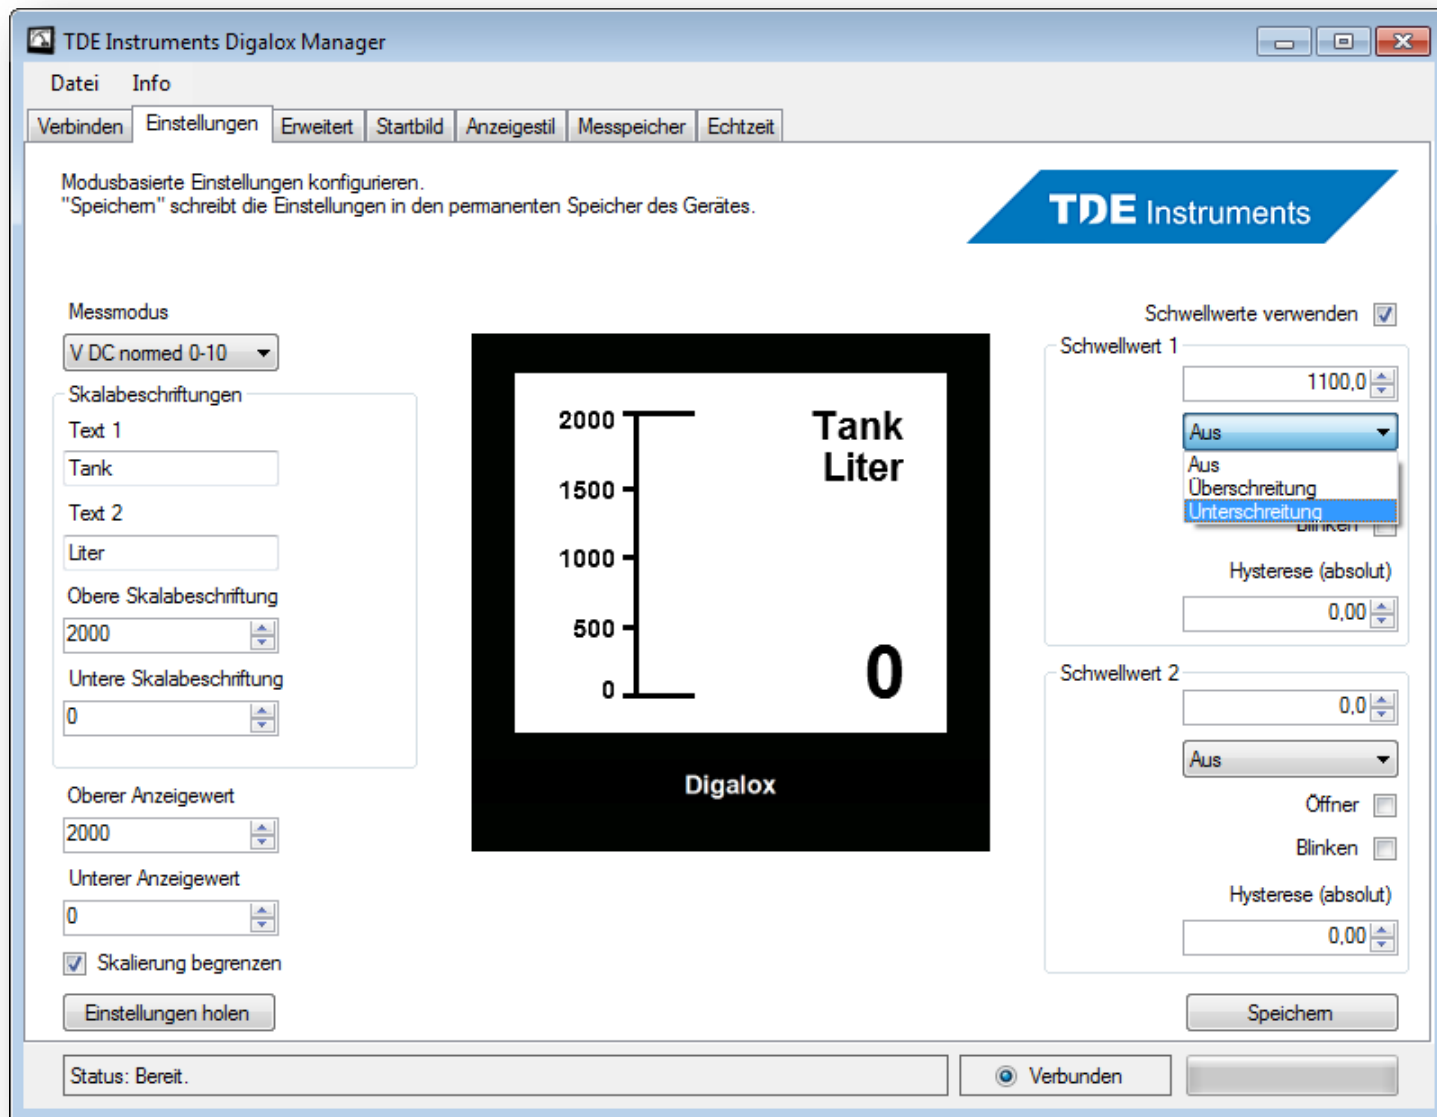 TDE Instruments Digalox Manager
Datei Info
Verbinden Einstellungen Erweitert Startbild Anzeigestil Messpeicher Echtzeit
Modusbasierte Einstellungen konfigurieren.
"Speichern" schreibt die Einstellungen in den permanenten Speicher des Gerätes.
TDE Instruments
Messmodus
V DC normed 0-10
Skalabeschriftungen
Text 1
Tank
Text 2
Liter
Obere Skalabeschriftung
2000
Untere Skalabeschriftung
0
Oberer Anzeigewert
2000
Unterer Anzeigewert
0
Skalierung begrenzen
Einstellungen holen
2000
1500
1000
500
0
Tank
Liter
0
Digalox
Schwellwerte verwenden
Schwellwert 1
1100,0
Aus
Aus
Überschreitung
Unterschreitung
Blinken
Hysterese (absolut)
0,00
Schwellwert 2
0,0
Aus
Öffner
Blinken
Hysterese (absolut)
0,00
Speichern
Status: Bereit.
Verbunden